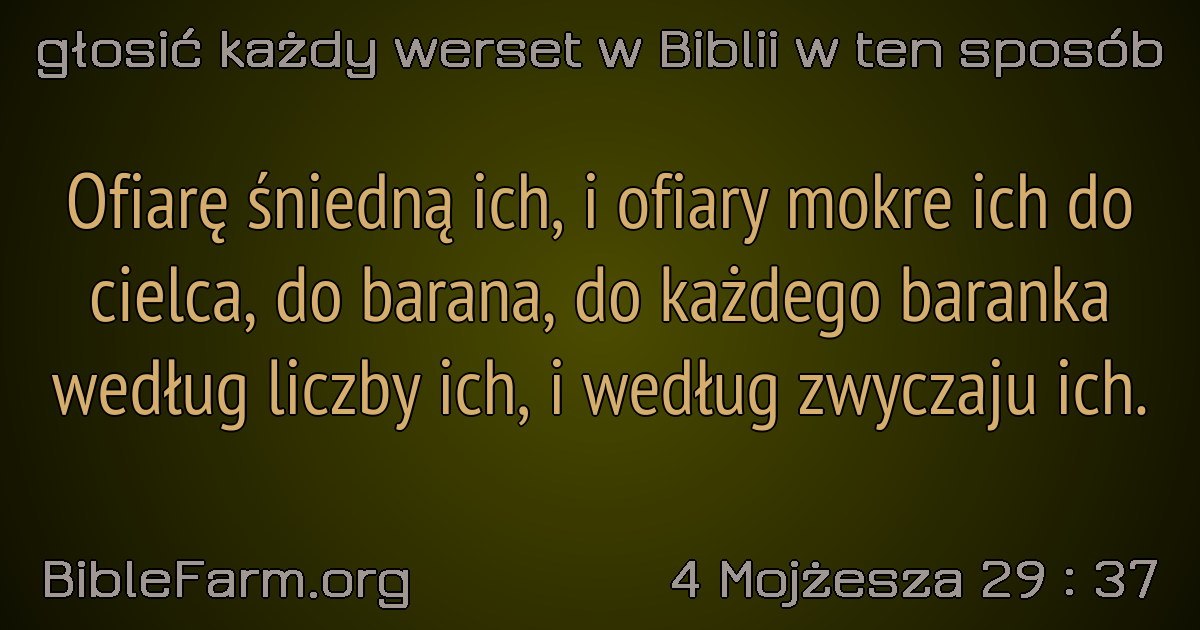 głosić każdy werset w Biblii w ten sposób
Ofiarę śniedną ich, i ofiary mokre ich do
cielca, do barana, do każdego baranka
według liczby ich, i według zwyczaju ich.
BibleFarm.org
4 Mojżesza 29 : 37